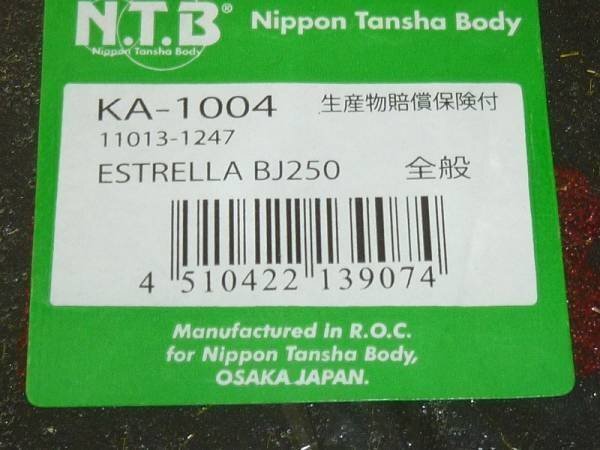 N.T.B® Nippon Tansha Body
Nippon Tansha Body
KA-1004 生産物賠償保険付
11013-1247
ESTRELLA BJ250 全般
4 510422 139074
Manufactured in R.O.C.
for Nippon Tansha Body,
OSAKA JAPAN.